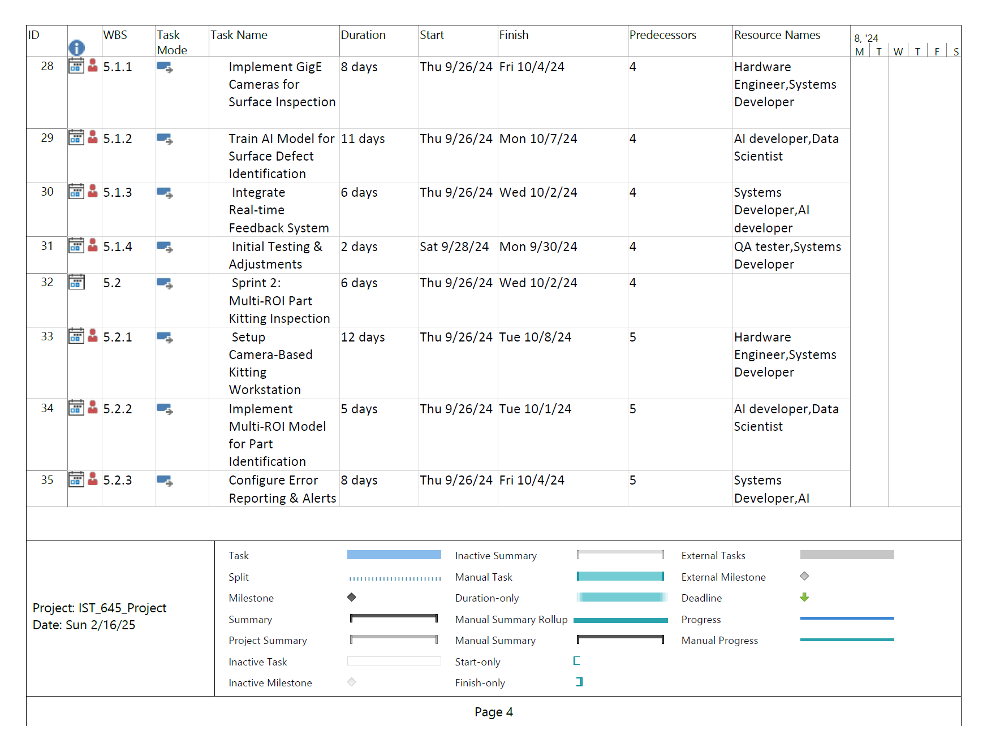 ID WBS Task Mode Task Name Duration Start Finish Predecessors Resource Names 8, '24
M T W T F S
28 5.1.1 Implement GigE 8 days Thu 9/26/24 Fri 10/4/24 4 Hardware
Cameras for Engineer,Systems
Surface Inspection Developer
29 5.1.2 Train AI Model for 11 days Thu 9/26/24 Mon 10/7/24 4 AI developer,Data
Surface Defect Scientist
Identification
30 5.1.3 Integrate 6 days Thu 9/26/24 Wed 10/2/24 4 Systems
Real-time Developer,AI
Feedback System developer
31 5.1.4 Initial Testing & 2 days Sat 9/28/24 Mon 9/30/24 4 QA tester,Systems
Adjustments Developer
32 5.2 Sprint 2: 6 days Thu 9/26/24 Wed 10/2/24 4
Multi-ROI Part
Kitting Inspection
33 5.2.1 Setup 12 days Thu 9/26/24 Tue 10/8/24 5 Hardware
Camera-Based Engineer,Systems
Kitting Developer
Workstation
34 5.2.2 Implement 5 days Thu 9/26/24 Tue 10/1/24 5 AI developer,Data
Multi-ROI Model Scientist
for Part
Identification
35 5.2.3 Configure Error 8 days Thu 9/26/24 Fri 10/4/24 5 Systems
Reporting & Alerts Developer,AI
Project: IST_645_Project
Date: Sun 2/16/25
Task Inactive Summary External Tasks
Split Manual Task External Milestone
Milestone Duration-only Deadline
Summary Manual Summary Rollup Progress
Project Summary Manual Summary Manual Progress
Inactive Task Start-only
Inactive Milestone Finish-only
Page 4